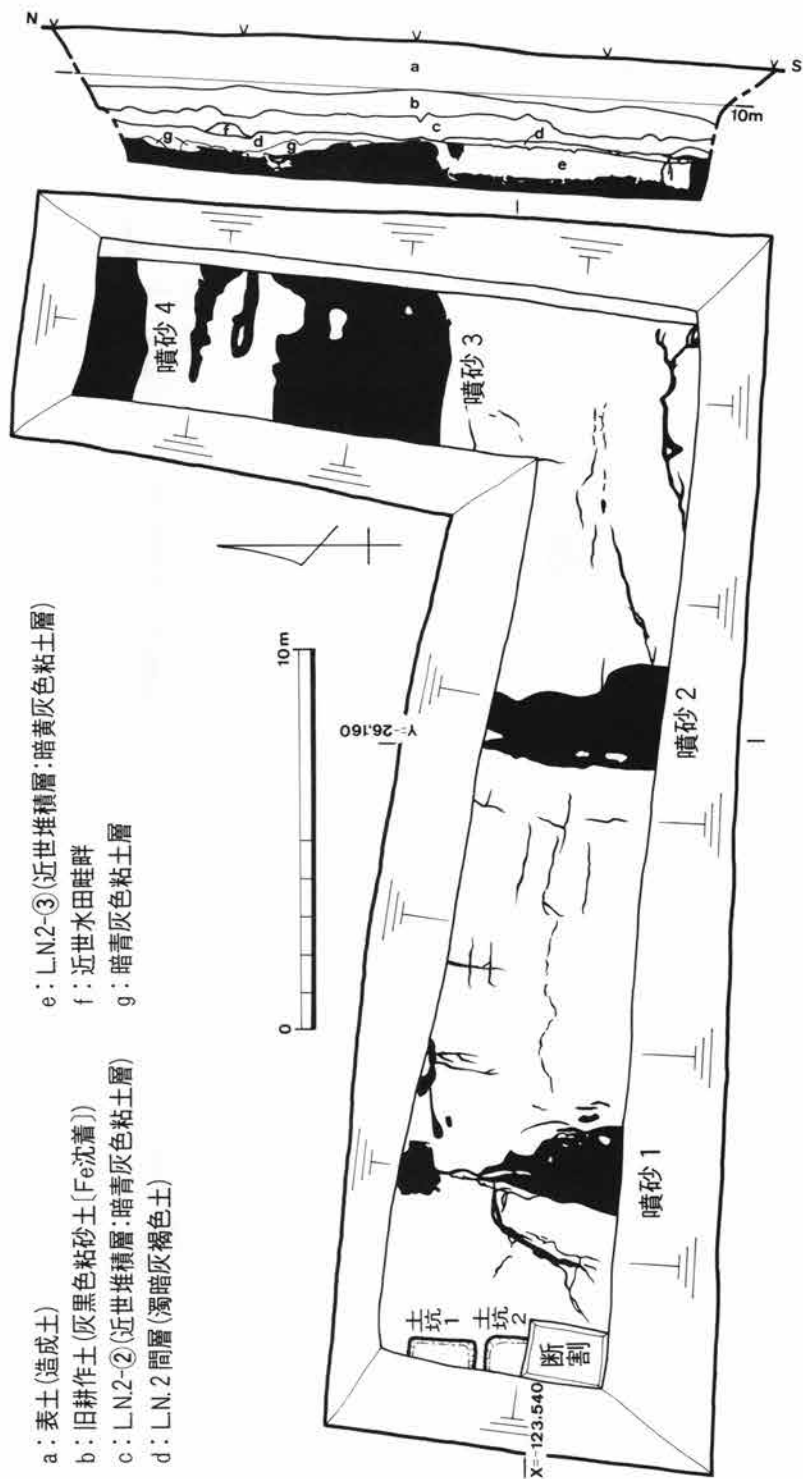 N
S
a
b
c
d
d
e
f
g
g
10m
噴砂 4
噴砂 3
噴砂 2
噴砂 1
土坑 1
土坑 2
断割
X=-123.540
Y=-26.160
0
10m
a：表土(造成土)
b：旧耕作土(灰黒色粘砂土〔Fe沈着〕)
c：L.N.2-②(近世堆積層:暗青灰色粘土層)
d：L.N.2 間層(濁暗灰褐色土)
e：L.N.2-③(近世堆積層:暗黄灰色粘土層)
f：近世水田畦畔
g：暗青灰色粘土層